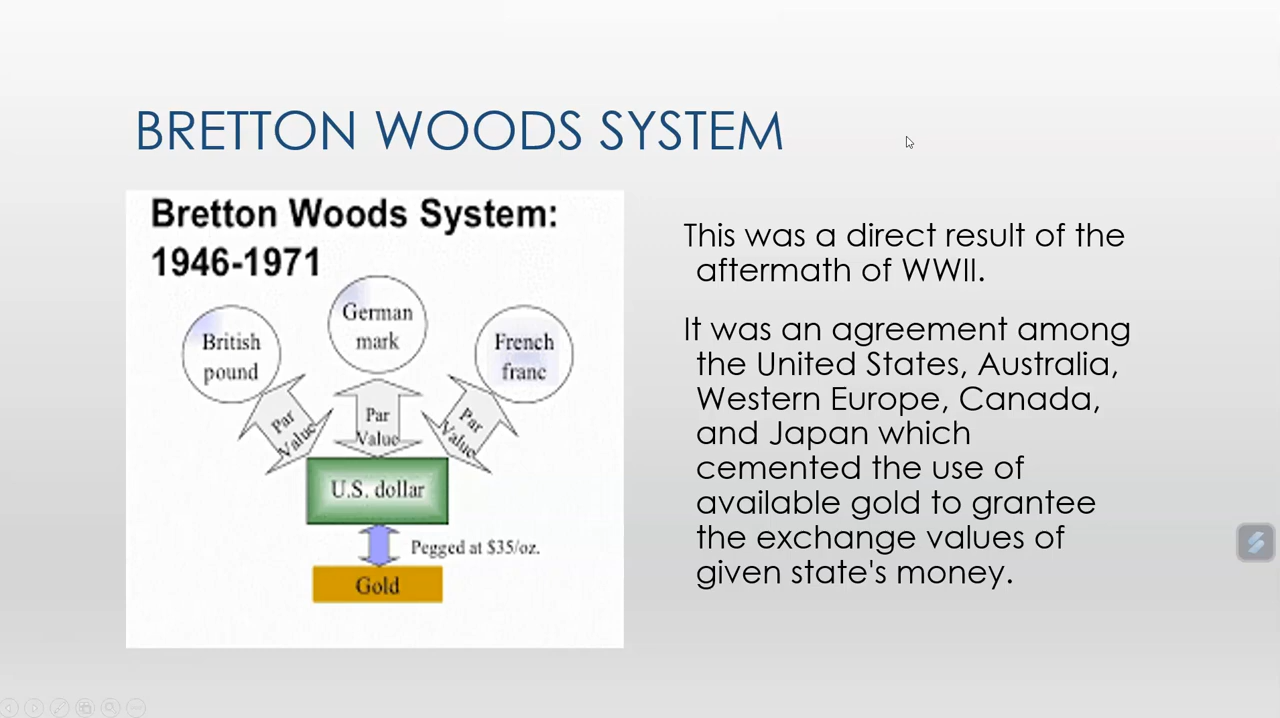 BRETTON WOODS SYSTEM
Bretton Woods System:
1946-1971
British
pound
German
mark
French
franc
Par
Value
Par
Value
Par
Value
U.S. dollar
Pegged at $35/oz.
Gold
This was a direct result of the
aftermath of WWII.
It was an agreement among
the United States, Australia,
Western Europe, Canada,
and Japan which
cemented the use of
available gold to grantee
the exchange values of
given state's money.